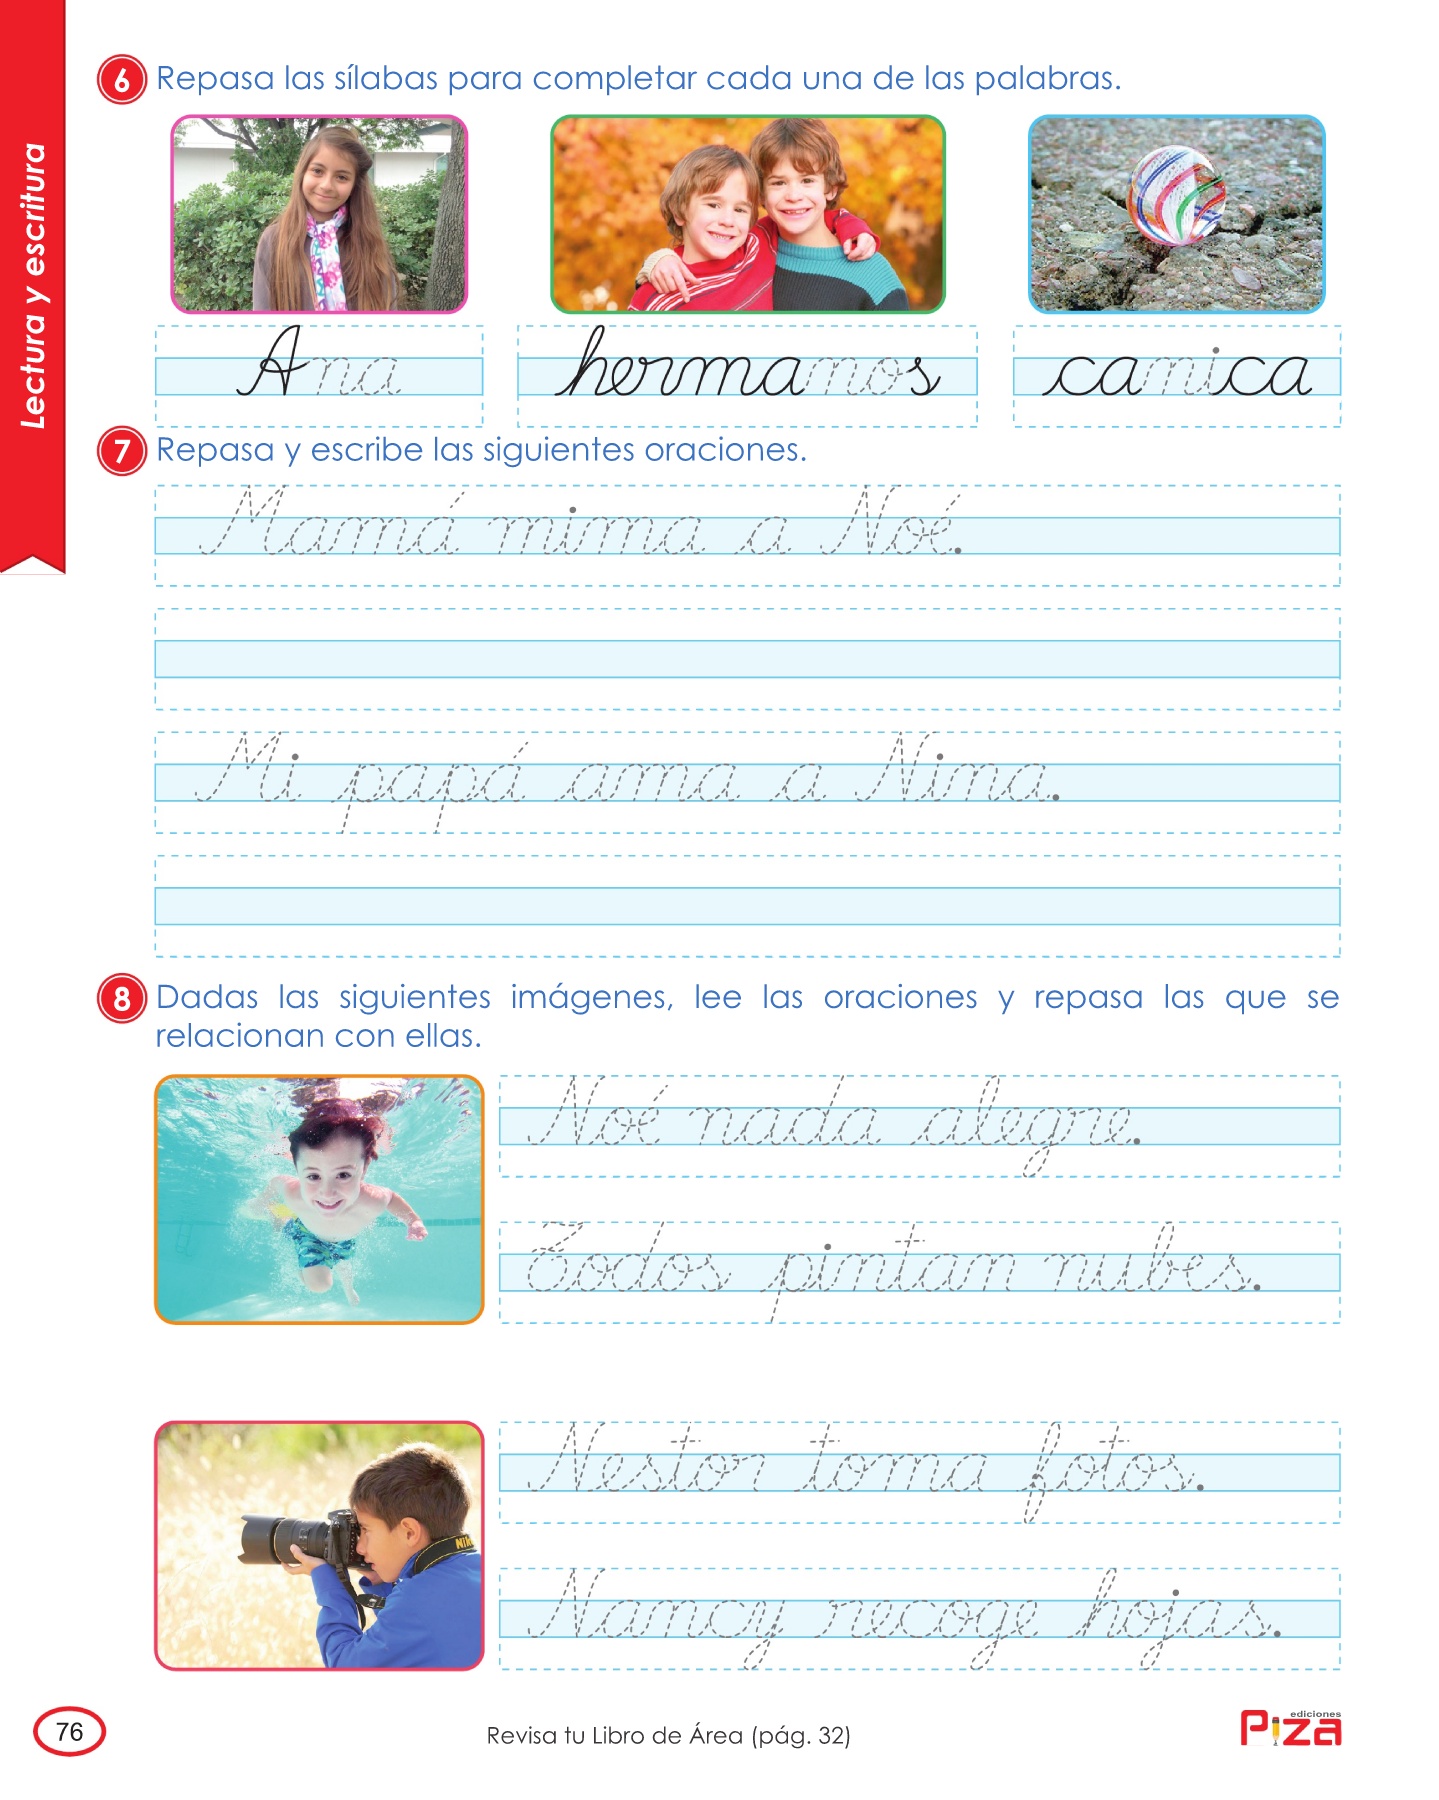 Lectura y escritura
6 Repasa las sílabas para completar cada una de las palabras.
Ana hermanos canica
7 Repasa y escribe las siguientes oraciones.
Mamá mima a Noé.
Mi papá ama a Nina.
8 Dadas las siguientes imágenes, lee las oraciones y repasa las que se
relacionan con ellas.
Noé nada alegre.
Todos pintan nubes.
Nestor toma fotos.
Nik
Nancy recoge hojas.
76
Revisa tu Libro de Área (pág. 32)
ediciones
Piza